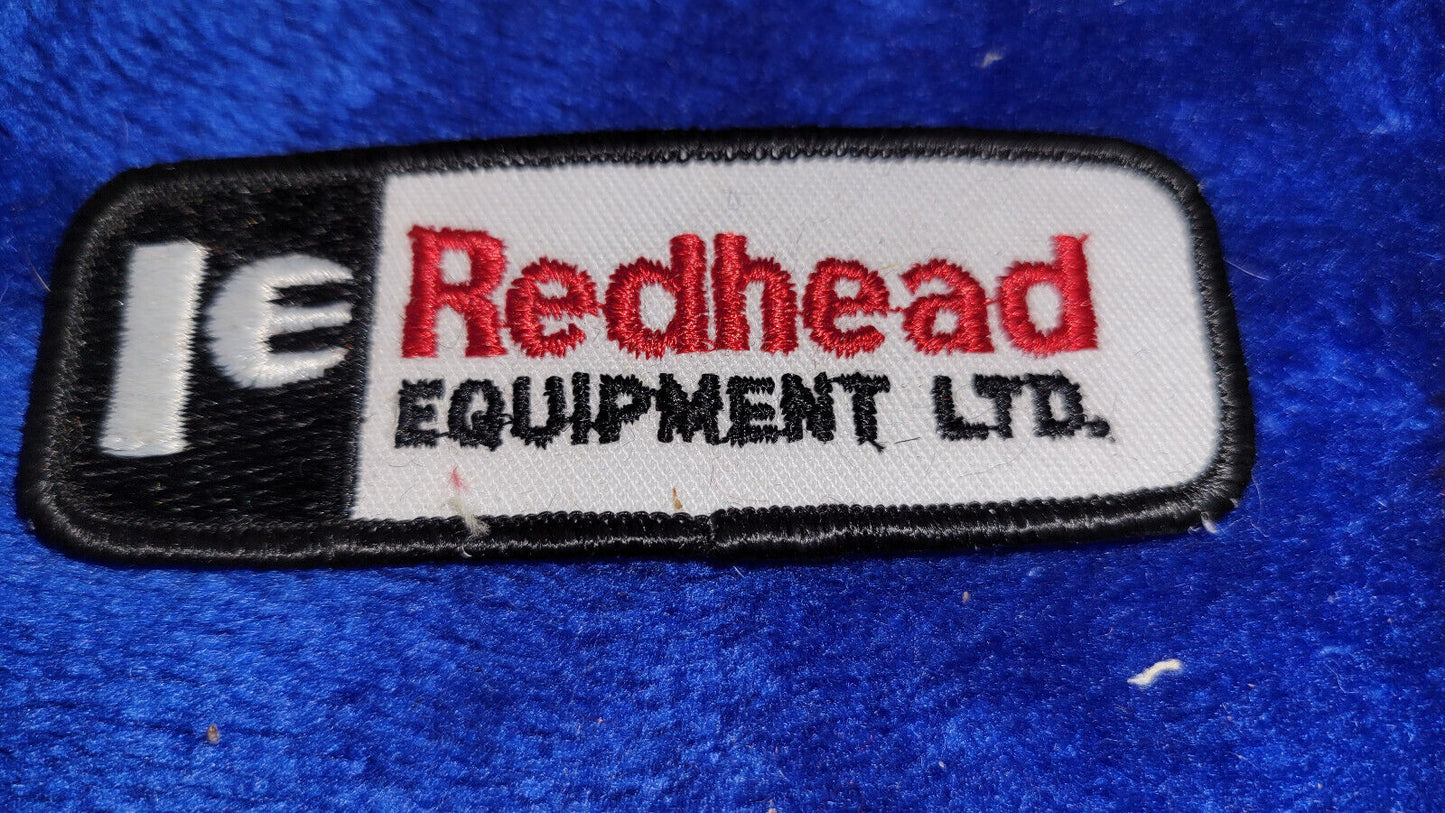 Redhead
EQUIPMENT LTD.